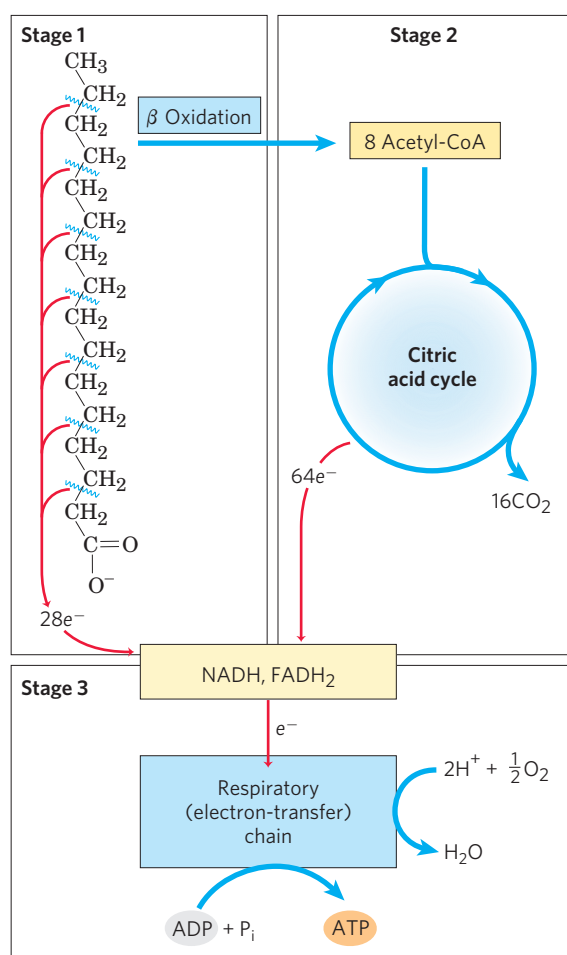 Stage 1
CH₃
CH₂
CH₂
CH₂
CH₂
CH₂
CH₂
CH₂
CH₂
CH₂
CH₂
CH₂
CH₂
CH₂
CH₂
C=O
O⁻
28e⁻
β Oxidation
Stage 2
8 Acetyl-CoA
Citric
acid cycle
64e⁻
16CO₂
Stage 3
NADH, FADH₂
e⁻
Respiratory
(electron-transfer)
chain
2H⁺ + ½O₂
H₂O
ADP + Pᵢ
ATP